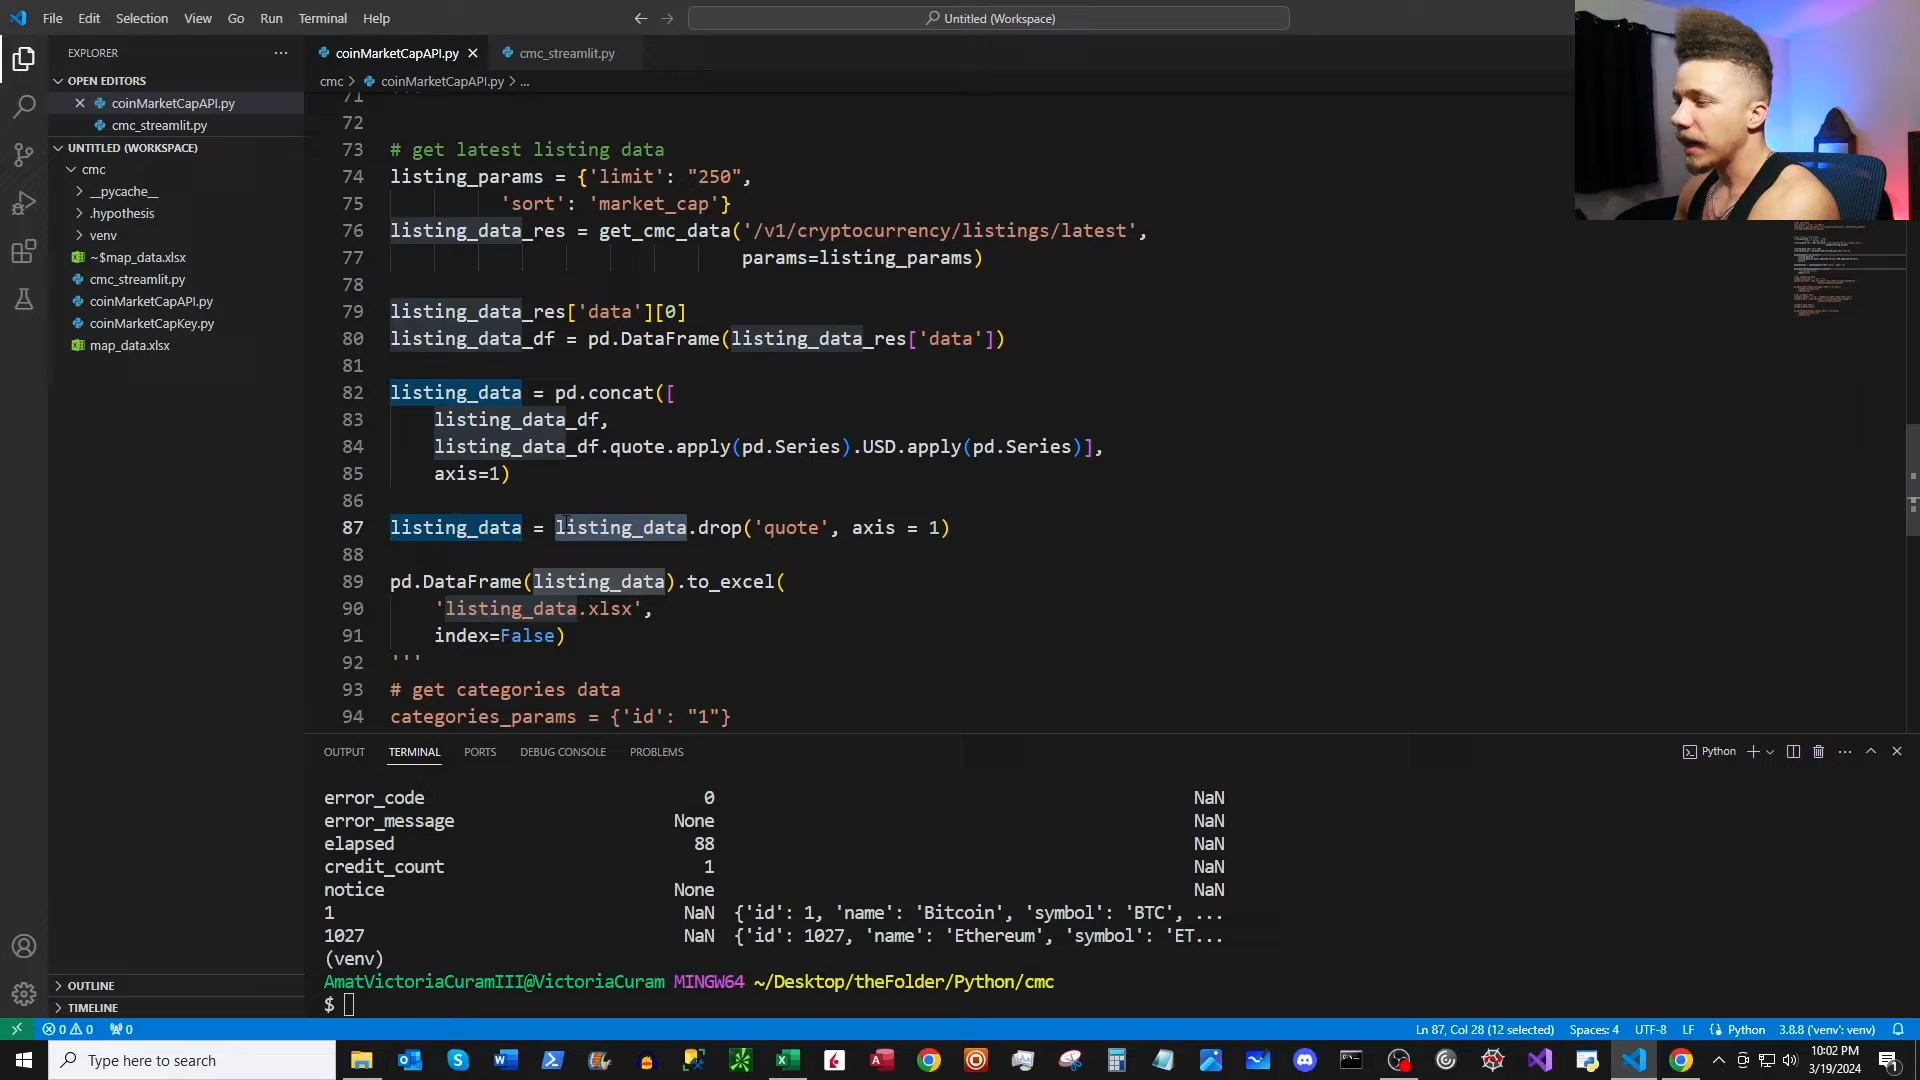 File Edit Selection View Go Run Terminal Help
Untitled (Workspace)
EXPLORER
OPEN EDITORS
coinMarketCapAPI.py
cmc_streamlit.py
UNTITLED (WORKSPACE)
cmc
__pycache__
.hypothesis
venv
~$map_data.xlsx
cmc_streamlit.py
coinMarketCapAPI.py
coinMarketCapKey.py
map_data.xlsx
OUTLINE
TIMELINE
coinMarketCapAPI.py cmc_streamlit.py
cmc > coinMarketCapAPI.py > ...
71
72
73 # get latest listing data
74 listing_params = {'limit': "250",
75 'sort': 'market_cap'}
76 listing_data_res = get_cmc_data('/v1/cryptocurrency/listings/latest',
77 params=listing_params)
78
79 listing_data_res['data'][0]
80 listing_data_df = pd.DataFrame(listing_data_res['data'])
81
82 listing_data = pd.concat([
83 listing_data_df,
84 listing_data_df.quote.apply(pd.Series).USD.apply(pd.Series)],
85 axis=1)
86
87 listing_data = listing_data.drop('quote', axis = 1)
88
89 pd.DataFrame(listing_data).to_excel(
90 'listing_data.xlsx',
91 index=False)
92 '''
93 # get categories data
94 categories_params = {'id': "1"}
OUTPUT TERMINAL PORTS DEBUG CONSOLE PROBLEMS
Python
error_code 0 NaN
error_message None NaN
elapsed 88 NaN
credit_count 1 NaN
notice None NaN
1 NaN {'id': 1, 'name': 'Bitcoin', 'symbol': 'BTC', ...
1027 NaN {'id': 1027, 'name': 'Ethereum', 'symbol': 'ET...
(venv)
AmatVictoriaCuramIII@VictoriaCuram MINGW64 ~/Desktop/theFolder/Python/cmc
$
0 0 0
Ln 87, Col 28 (12 selected) Spaces: 4 UTF-8 LF Python 3.8.8 ('venv': venv)
Type here to search
10:02 PM
3/19/2024
1